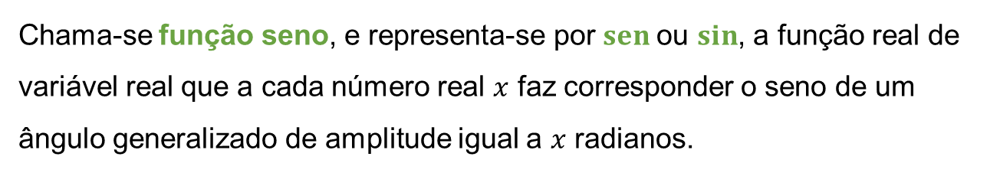 Chama-se função seno, e representa-se por sen ou sin, a função real de
variável real que a cada número real x faz corresponder o seno de um
ângulo generalizado de amplitude igual a x radianos.